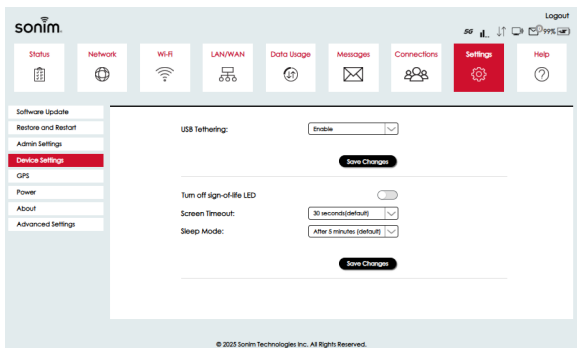 sonim.
Logout
5G 99%
Status Network Wi-Fi LAN/WAN Data Usage Messages Connections Settings Help
Software Update
Restore and Restart
Admin Settings
Device Settings
GPS
Power
About
Advanced Settings
USB Tethering: Enable
Save Changes
Turn off sign-of-life LED
Screen Timeout: 30 seconds(default)
Sleep Mode: After 5 minutes (default)
Save Changes
© 2025 Sonim Technologies Inc. All Rights Reserved.